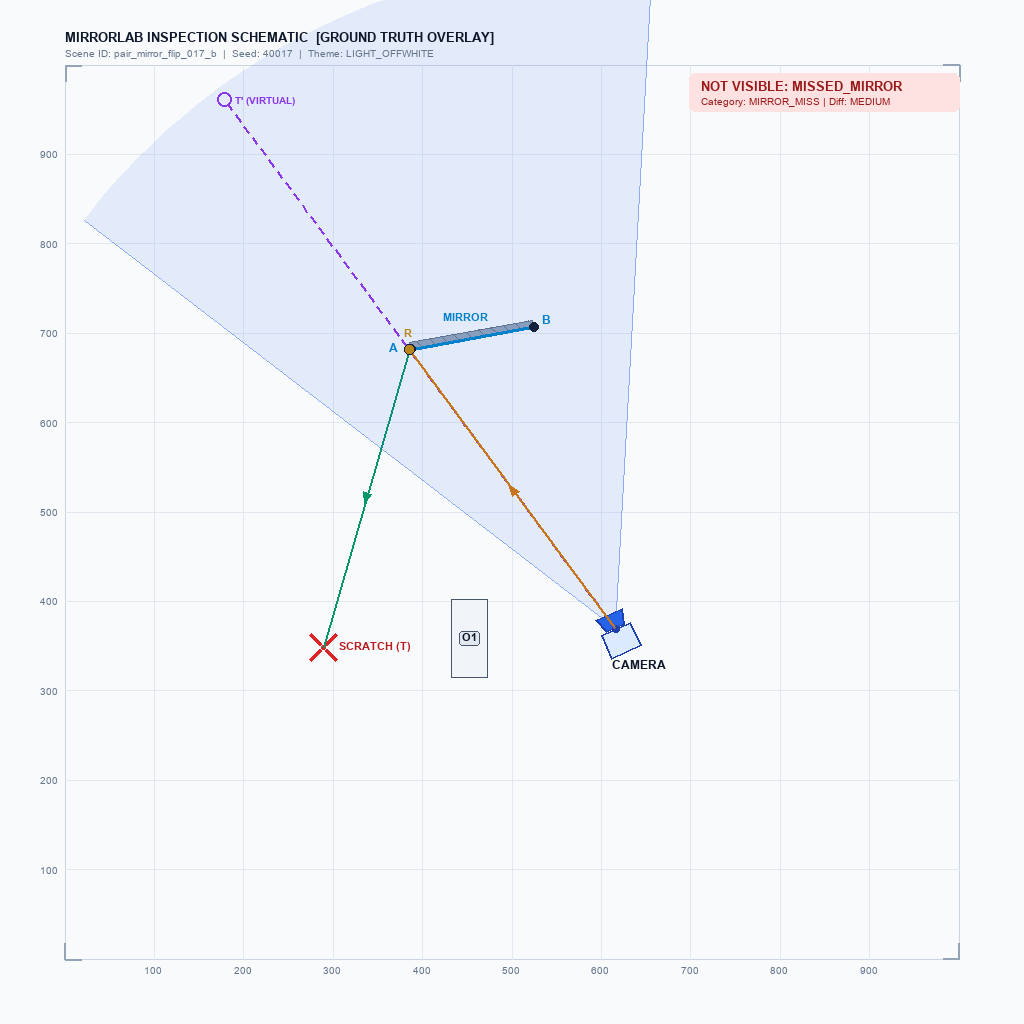 MIRRORLAB INSPECTION SCHEMATIC [GROUND TRUTH OVERLAY]
Scene ID: pair_mirror_flip_017_b | Seed: 40017 | Theme: LIGHT_OFFWHITE
NOT VISIBLE: MISSED_MIRROR
Category: MIRROR_MISS | Diff: MEDIUM
T' (VIRTUAL)
900
800
MIRROR
B
R
A
700
600
500
400
O1
SCRATCH (T)
CAMERA
300
200
100
100 200 300 400 500 600 700 800 900